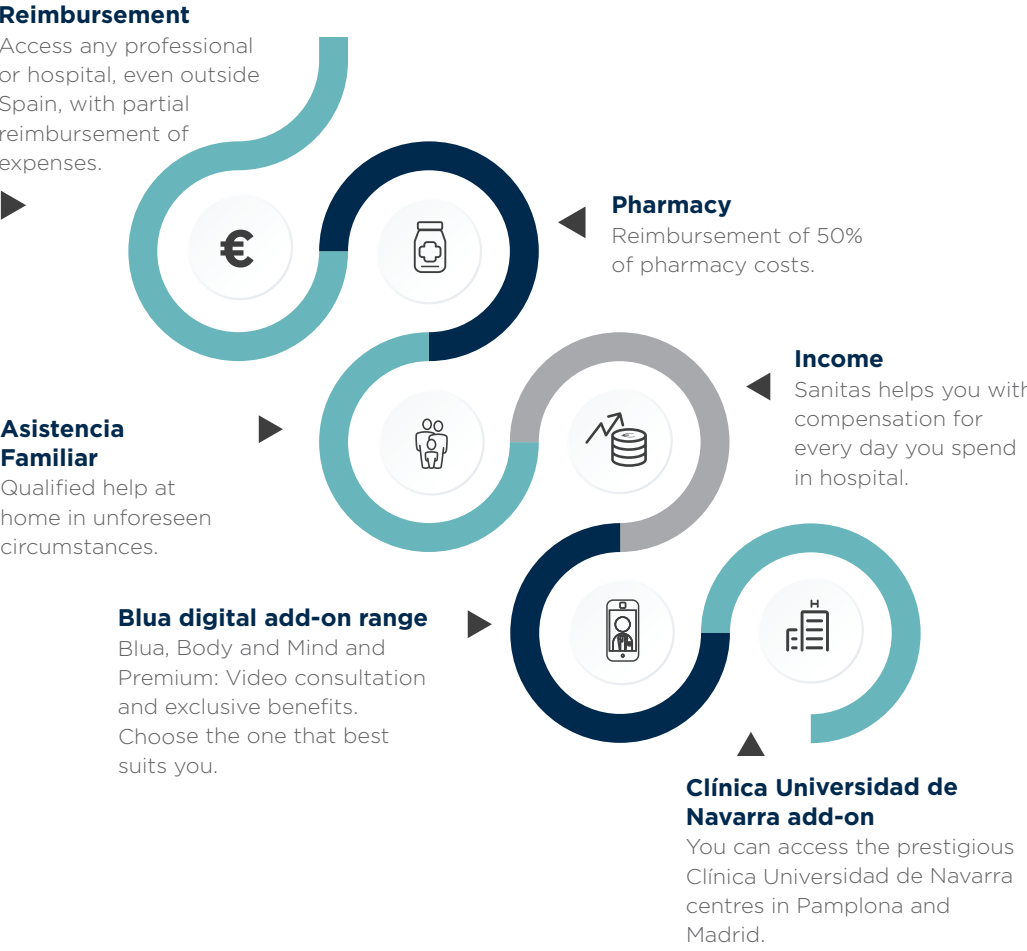 Reimbursement
Access any professional
or hospital, even outside
Spain, with partial
reimbursement of
expenses.
€
Pharmacy
Reimbursement of 50%
of pharmacy costs.
Income
Sanitas helps you with
compensation for
every day you spend
in hospital.
€
Asistencia
Familiar
Qualified help at
home in unforeseen
circumstances.
Blua digital add-on range
Blua, Body and Mind and
Premium: Video consultation
and exclusive benefits.
Choose the one that best
suits you.
H
Clínica Universidad de
Navarra add-on
You can access the prestigious
Clínica Universidad de Navarra
centres in Pamplona and
Madrid.